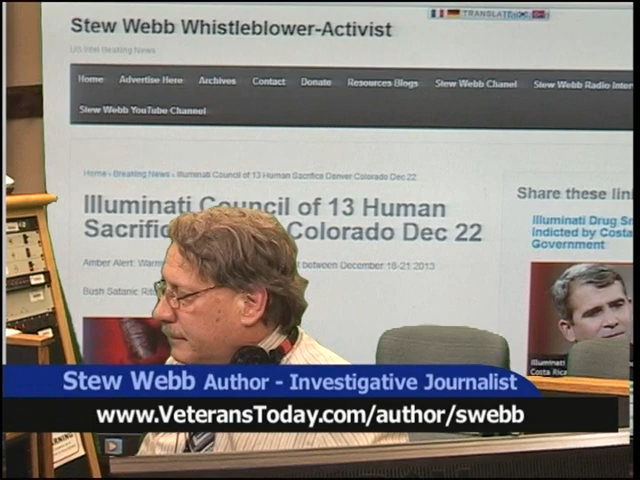 Stew Webb Whistleblower-Activist
TRANSLATE
US Intel Breaking News
Home Advertise Here Archives Contact Donate Resources Blogs Stew Webb Chanel Stew Webb Radio Inter
Stew Webb YouTube Channel
Home › Breaking News › Illuminati Council of 13 Human Sacrifice Denver Colorado Dec 22
Illuminati Council of 13 Human
Sacrific Colorado Dec 22
Amber Alert: Warn t between December 18-21 2013
Bush Satanic Rit
Share these lin
Illuminati Drug S
Indicted by Costa
Government
Illuminati
Costa Rica
Stew Webb Author - Investigative Journalist
www.VeteransToday.com/author/swebb
WARNING